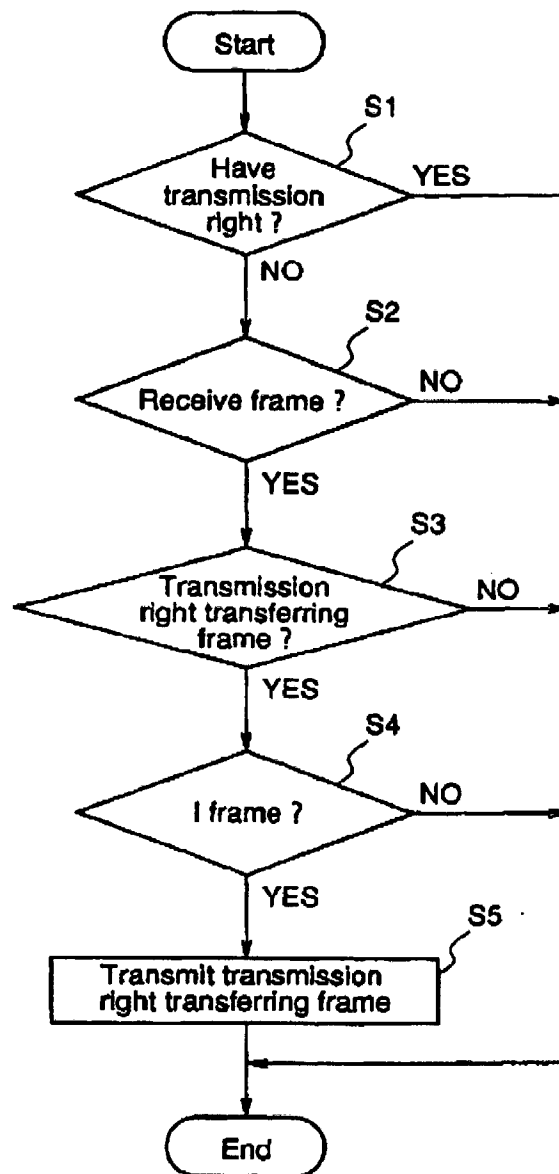 Start
S1
Have
transmission
right ?
YES
NO
S2
Receive frame ?
NO
YES
S3
Transmission
right transferring
frame ?
NO
YES
S4
I frame ?
NO
YES
S5
Transmit transmission
right transferring frame
End